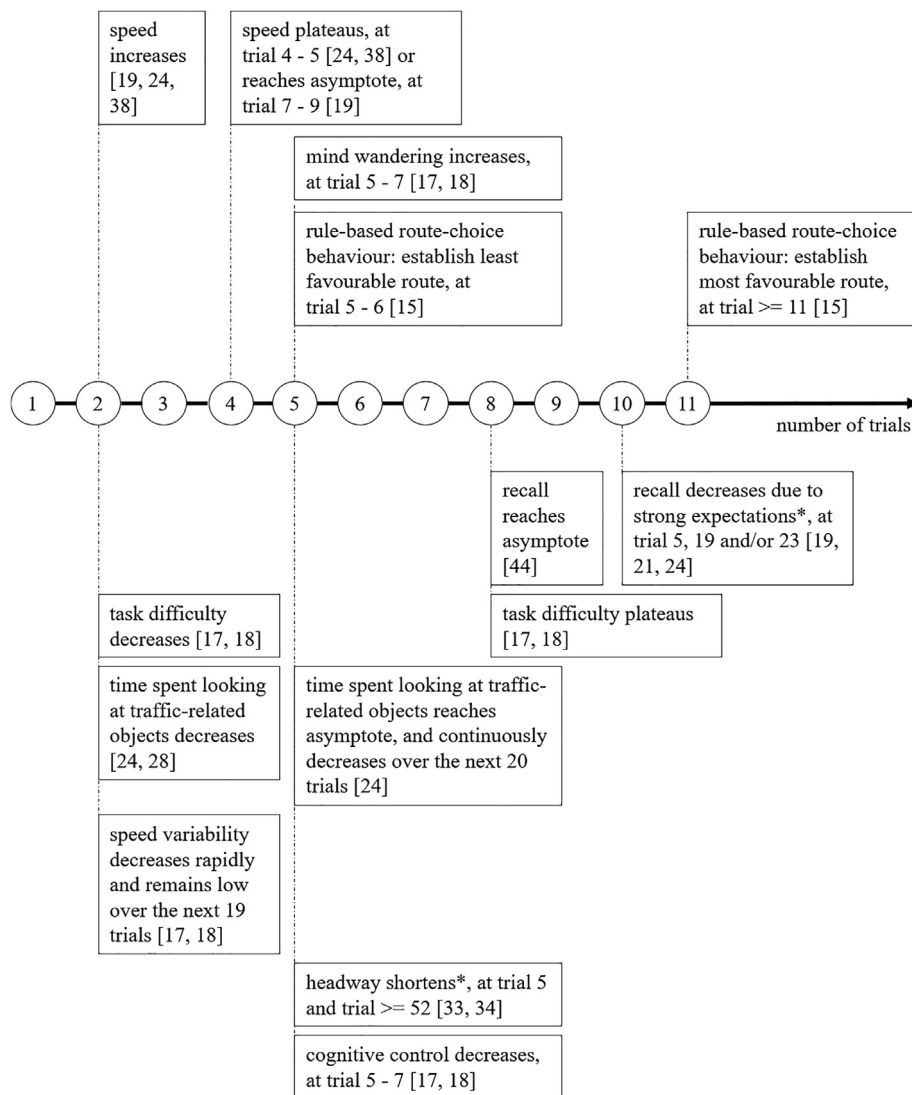 speed
increases
[19, 24,
38]
speed plateaus, at
trial 4 - 5 [24, 38] or
reaches asymptote, at
trial 7 - 9 [19]
mind wandering increases,
at trial 5 - 7 [17, 18]
rule-based route-choice
behaviour: establish least
favourable route, at
trial 5 - 6 [15]
rule-based route-choice
behaviour: establish
most favourable route,
at trial >= 11 [15]
1 2 3 4 5 6 7 8 9 10 11
number of trials
recall
reaches
asymptote
[44]
recall decreases due to
strong expectations*, at
trial 5, 19 and/or 23 [19,
21, 24]
task difficulty
decreases [17, 18]
task difficulty plateaus
[17, 18]
time spent looking
at traffic-related
objects decreases
[24, 28]
time spent looking at traffic-
related objects reaches
asymptote, and continuously
decreases over the next 20
trials [24]
speed variability
decreases rapidly
and remains low
over the next 19
trials [17, 18]
headway shortens*, at trial 5
and trial >= 52 [33, 34]
cognitive control decreases,
at trial 5 - 7 [17, 18]